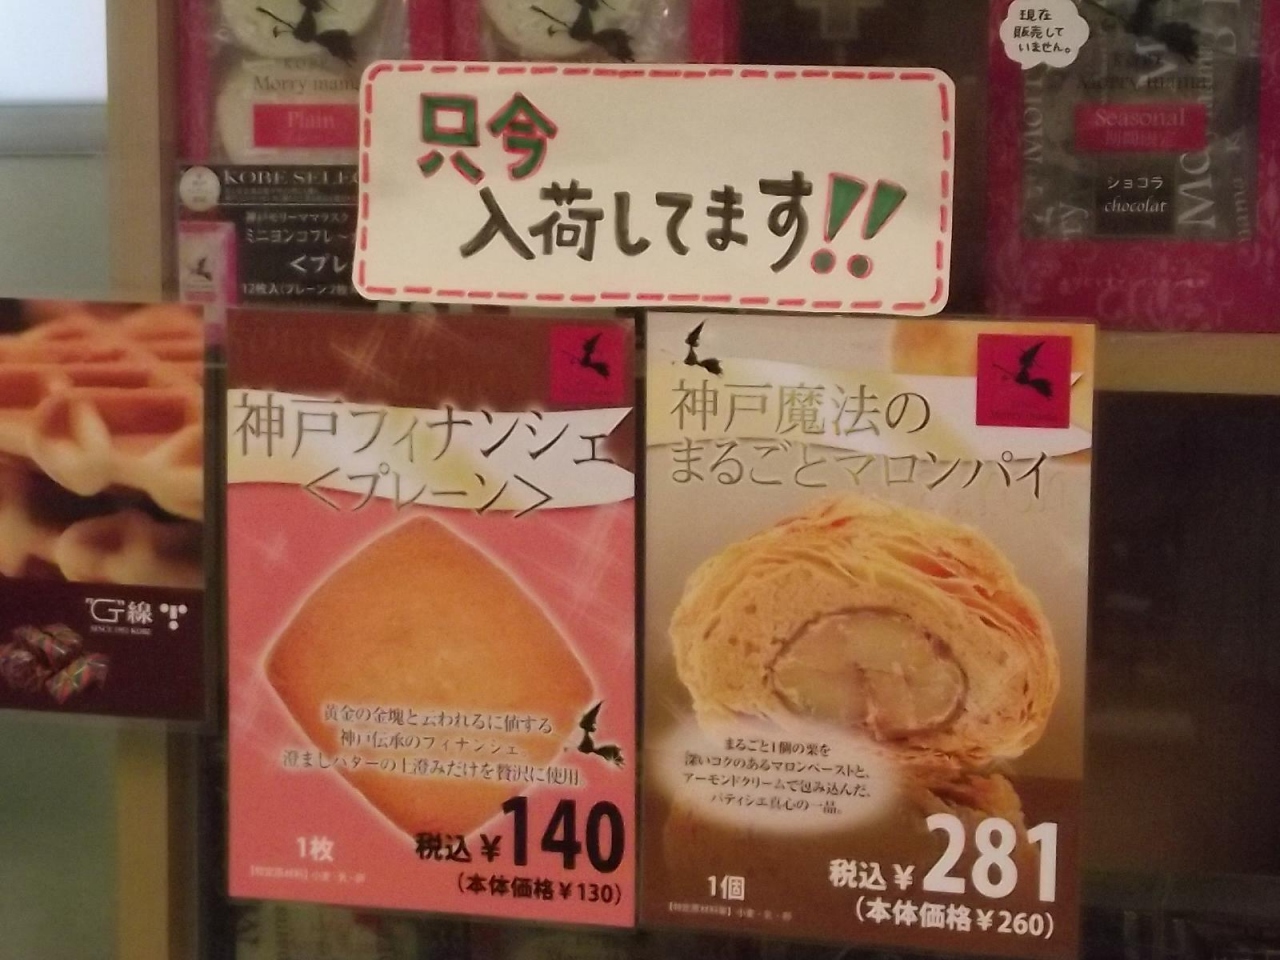 現在
販売して
いません。
Morry mama
Plain
Seasonal
期間限定
ショコラ
chocolat
KOBE SELEC
神戸モリーママラスク
＜プレ
只今
入荷してます!!
神戸フィナンシェ
＜プレーン＞
黄金の金塊と云われるに値する
神戸伝承のフィナンシェ。
澄ましバターの上澄みだけを贅沢に使用
1枚
税込￥140
(本体価格￥130)
神戸魔法の
まるごとマロンパイ
まるごと1個の栗を
深いコクのあるマロンペーストと、
アーモンドクリームで包み込んだ、
パティシエ真心の一品。
1個
税込￥281
(本体価格￥260)
"G"線
SINCE 1952 KOBE